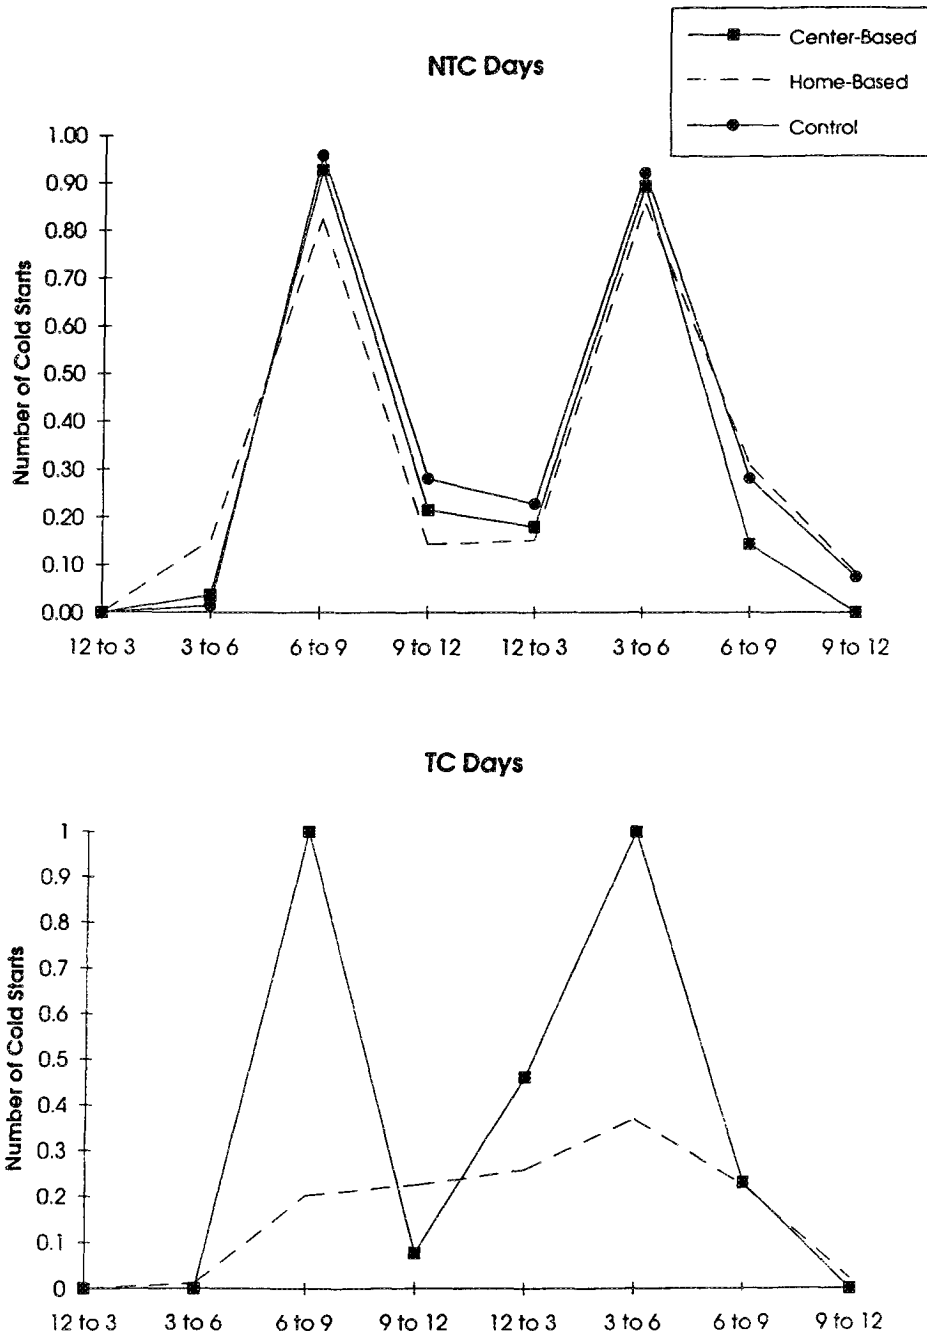 Center-Based
Home-Based
Control
NTC Days
Number of Cold Starts
1.00
0.90
0.80
0.70
0.60
0.50
0.40
0.30
0.20
0.10
0.00
12 to 3 3 to 6 6 to 9 9 to 12 12 to 3 3 to 6 6 to 9 9 to 12
TC Days
Number of Cold Starts
1
0.9
0.8
0.7
0.6
0.5
0.4
0.3
0.2
0.1
0
12 to 3 3 to 6 6 to 9 9 to 12 12 to 3 3 to 6 6 to 9 9 to 12